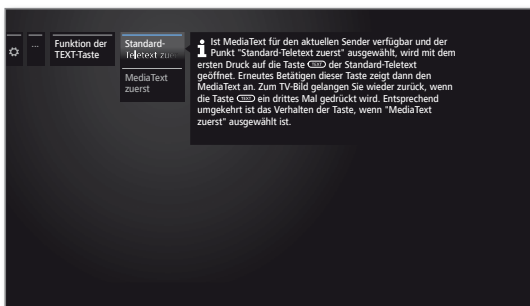 ...
Funktion der
TEXT-Taste
Standard-
Teletext zuerst
MediaText
zuerst
Ist MediaText für den aktuellen Sender verfügbar und der
Punkt "Standard-Teletext zuerst" ausgewählt, wird mit dem
ersten Druck auf die Taste TEXT der Standard-Teletext
geöffnet. Erneutes Betätigen dieser Taste zeigt dann den
MediaText an. Zum TV-Bild gelangen Sie wieder zurück, wenn
die Taste TEXT ein drittes Mal gedrückt wird. Entsprechend
umgekehrt ist das Verhalten der Taste, wenn "MediaText
zuerst" ausgewählt ist.